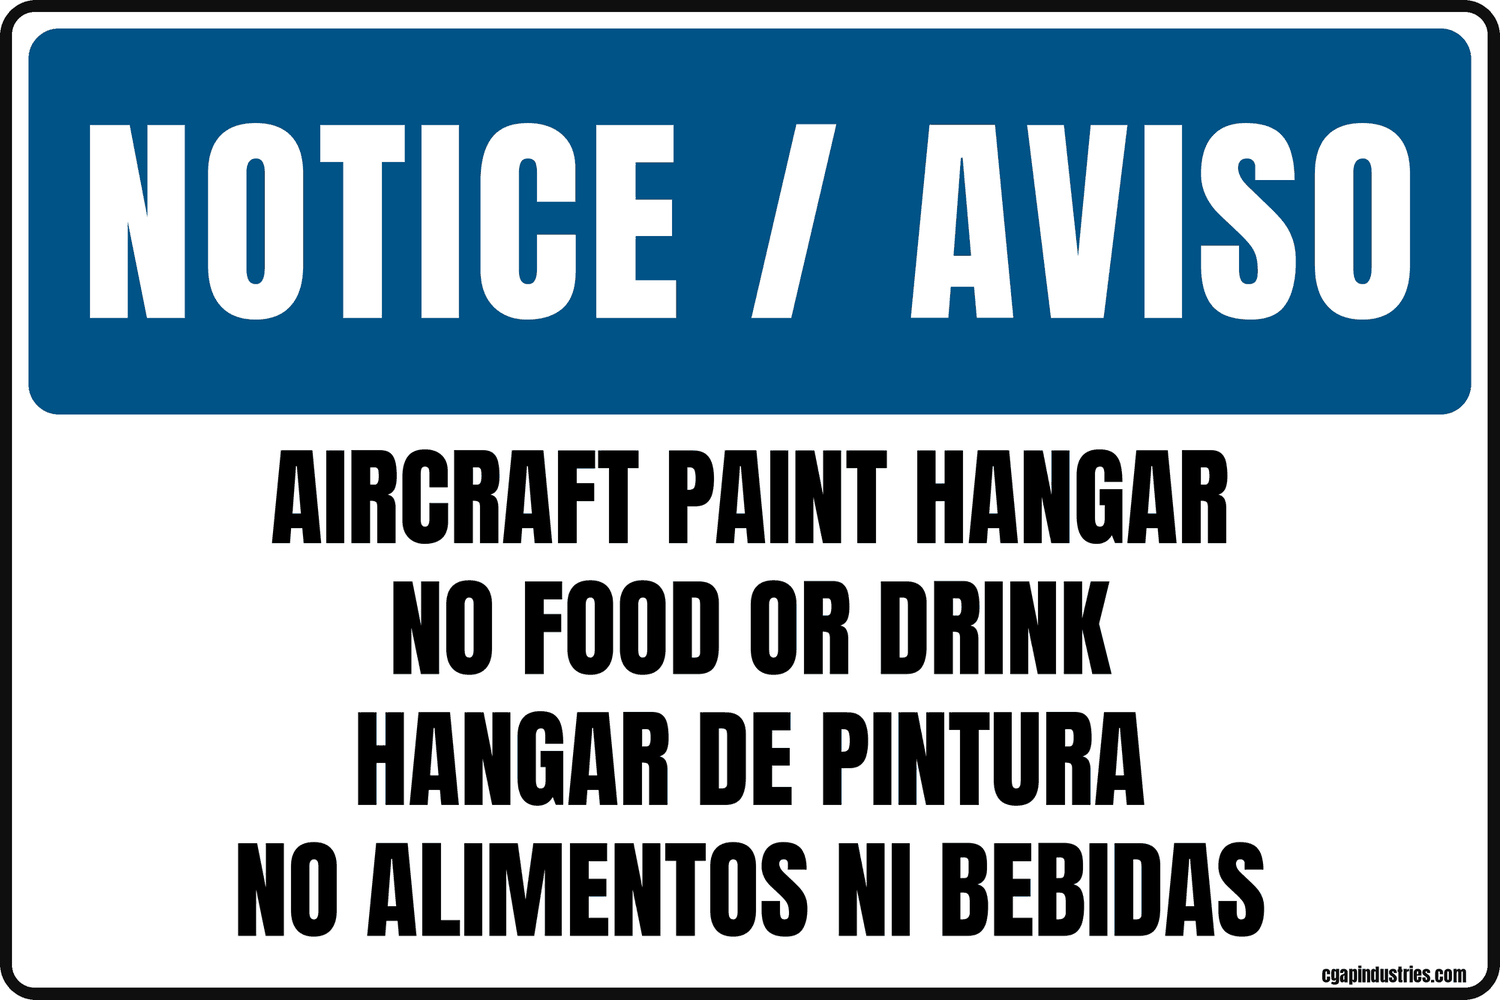 NOTICE / AVISO
AIRCRAFT PAINT HANGAR
NO FOOD OR DRINK
HANGAR DE PINTURA
NO ALIMENTOS NI BEBIDAS
cgapindustries.com